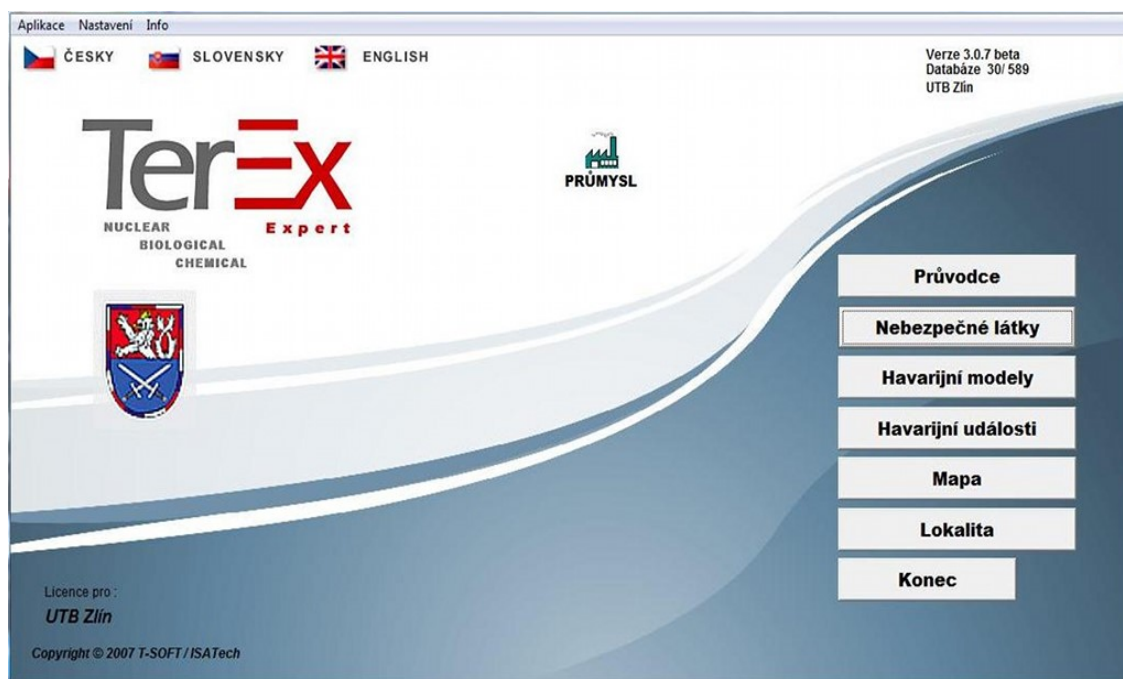 Aplikace Nastavení Info
ČESKY SLOVENSKY ENGLISH
Verze 3.0.7 beta
Databáze 30/ 589
UTB Zlín
TerEx
Expert
NUCLEAR
BIOLOGICAL
CHEMICAL
PRŮMYSL
Průvodce
Nebezpečné látky
Havarijní modely
Havarijní události
Mapa
Lokalita
Konec
Licence pro :
UTB Zlín
Copyright © 2007 T-SOFT / ISATech